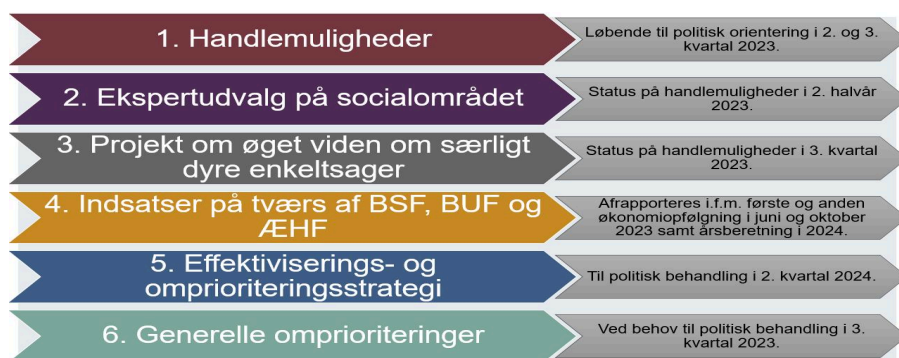 1. Handlemuligheder
Løbende til politisk orientering i 2. og 3.
kvartal 2023.
2. Ekspertudvalg på socialområdet
Status på handlemuligheder i 2. halvår
2023.
3. Projekt om øget viden om særligt
dyre enkeltsager
Status på handlemuligheder i 3. kvartal
2023.
4. Indsatser på tværs af BSF, BUF og
ÆHF
Afrapporteres i.f.m. første og anden
økonomiopfølgning i juni og oktober
2023 samt årsberetning i 2024.
5. Effektiviserings- og
omprioriteringsstrategi
Til politisk behandling i 2. kvartal 2024.
6. Generelle omprioriteringer
Ved behov til politisk behandling i 3.
kvartal 2023.